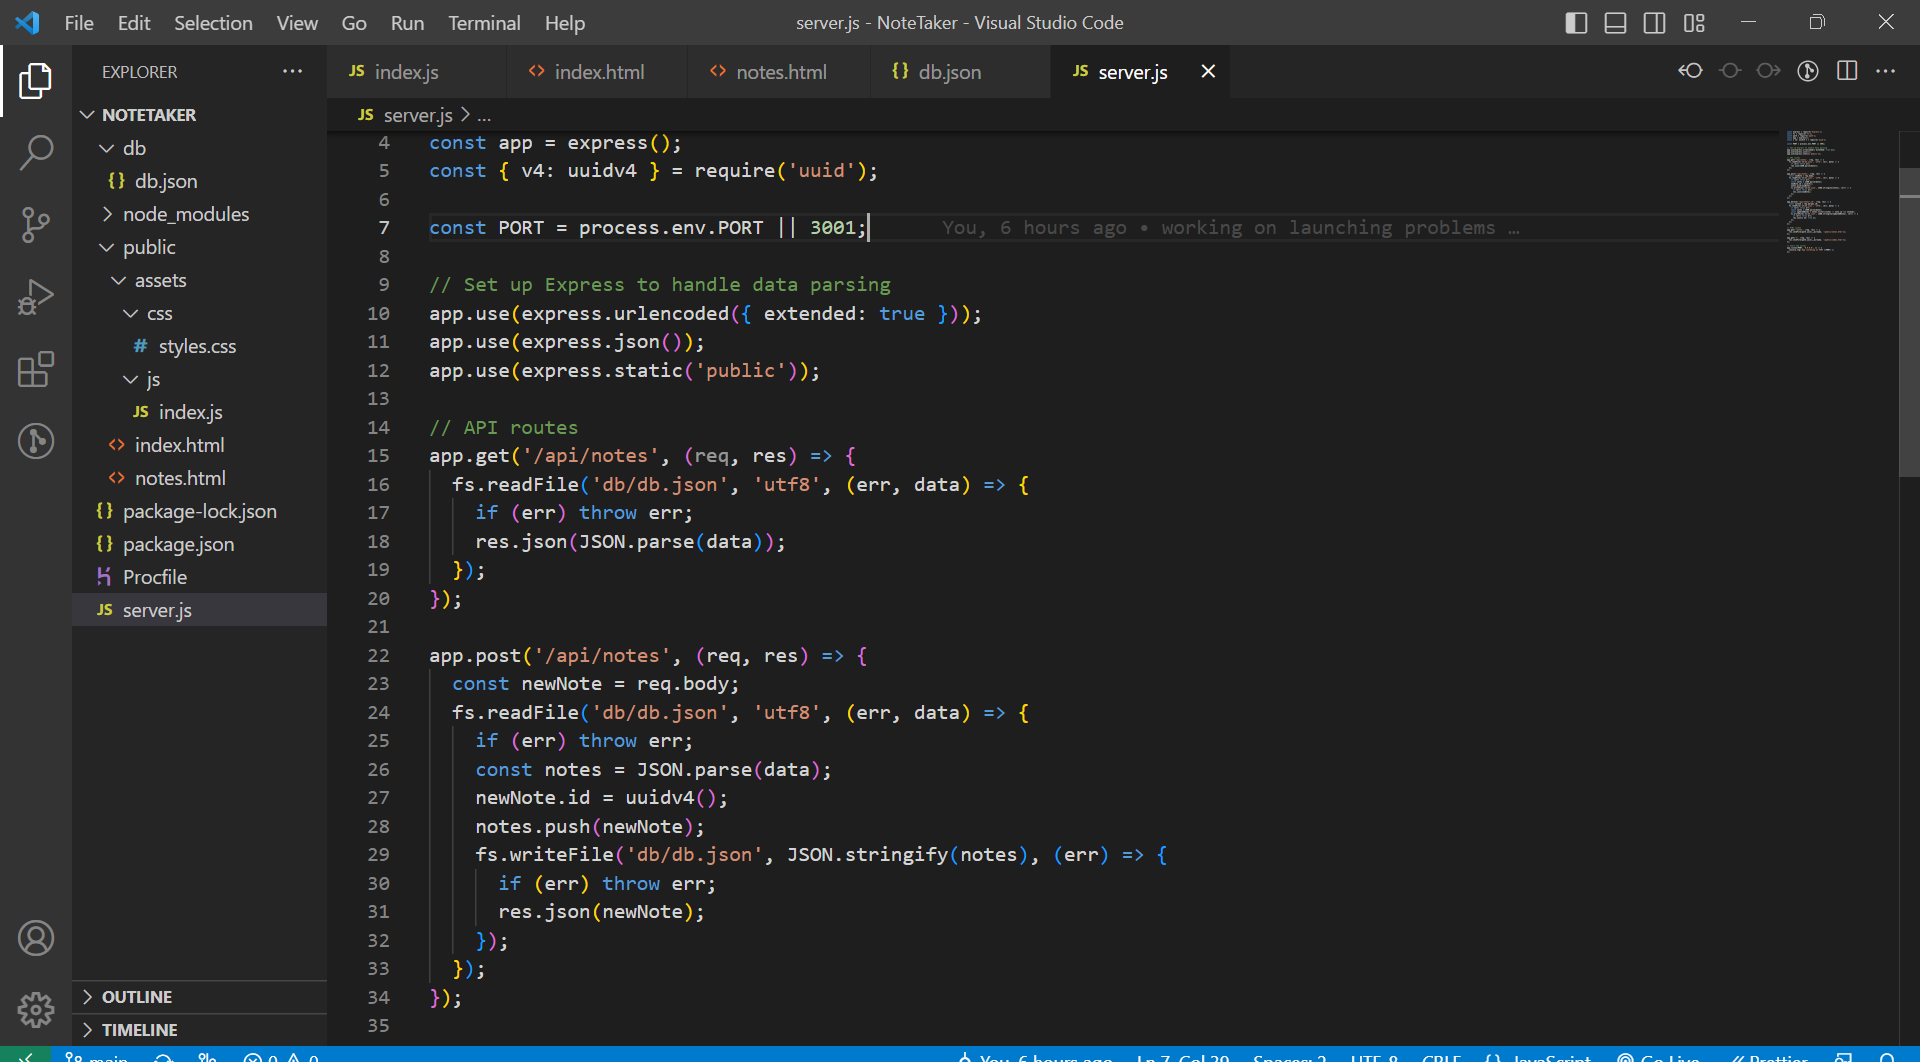 File Edit Selection View Go Run Terminal Help
server.js - NoteTaker - Visual Studio Code
EXPLORER
NOTETAKER
db
{} db.json
node_modules
public
assets
css
# styles.css
js
JS index.js
<> index.html
<> notes.html
{} package-lock.json
{} package.json
Procfile
JS server.js
OUTLINE
TIMELINE
JS index.js
<> index.html
<> notes.html
{} db.json
JS server.js
JS server.js > ...
4 const app = express();
5 const { v4: uuidv4 } = require('uuid');
6
7 const PORT = process.env.PORT || 3001; You, 6 hours ago • working on launching problems …
8
9 // Set up Express to handle data parsing
10 app.use(express.urlencoded({ extended: true }));
11 app.use(express.json());
12 app.use(express.static('public'));
13
14 // API routes
15 app.get('/api/notes', (req, res) => {
16 fs.readFile('db/db.json', 'utf8', (err, data) => {
17 if (err) throw err;
18 res.json(JSON.parse(data));
19 });
20 });
21
22 app.post('/api/notes', (req, res) => {
23 const newNote = req.body;
24 fs.readFile('db/db.json', 'utf8', (err, data) => {
25 if (err) throw err;
26 const notes = JSON.parse(data);
27 newNote.id = uuidv4();
28 notes.push(newNote);
29 fs.writeFile('db/db.json', JSON.stringify(notes), (err) => {
30 if (err) throw err;
31 res.json(newNote);
32 });
33 });
34 });
35
main 0 0 You, 6 hours ago Ln 7, Col 39 Spaces: 2 UTF-8 CRLF {} JavaScript Go Live Prettier